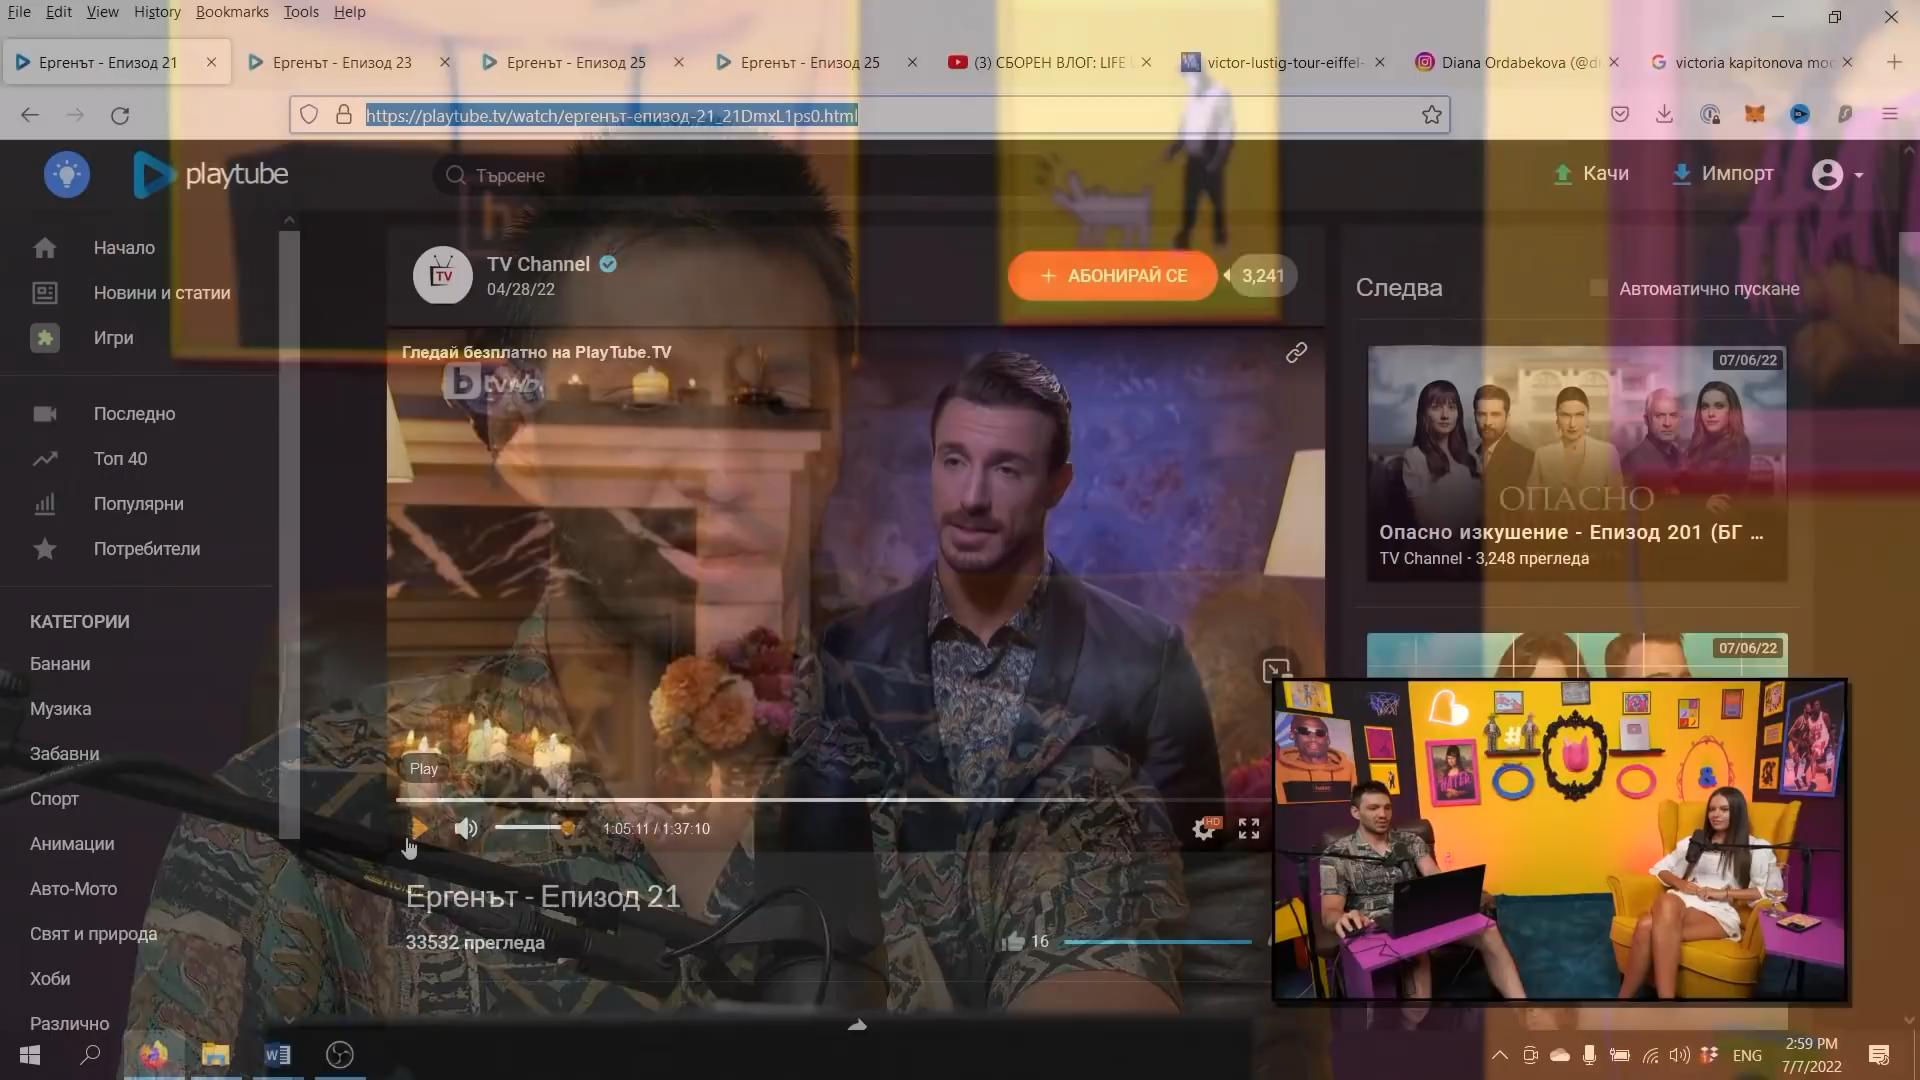 File Edit View History Bookmarks Tools Help
Ергенът - Епизод 21
Ергенът - Епизод 23
Ергенът - Епизод 25
Ергенът - Епизод 25
(3) СБОРЕН ВЛОГ: LIFE
victor-lustig-tour-eiffel-
Diana Ordabekova (@di
victoria kapitonova mod
https://playtube.tv/watch/ергенът-епизод-21_21DmxL1ps0.html
playtube
Търсене
Качи
Импорт
Начало
Новини и статии
Игри
Последно
Топ 40
Популярни
Потребители
КАТЕГОРИИ
Банани
Музика
Забавни
Спорт
Анимации
Авто-Мото
Свят и природа
Хоби
Различно
TV
TV Channel
04/28/22
+ АБОНИРАЙ СЕ
3,241
Гледай безплатно на PlayTube.TV
btv HD
Play
1:05:11 / 1:37:10
HD
Ергенът - Епизод 21
33532 прегледа
16
Следва
Автоматично пускане
07/06/22
ОПАСНО
Опасно изкушение - Епизод 201 (БГ ...
TV Channel - 3,248 прегледа
07/06/22
#
&
ENG
2:59 PM
7/7/2022